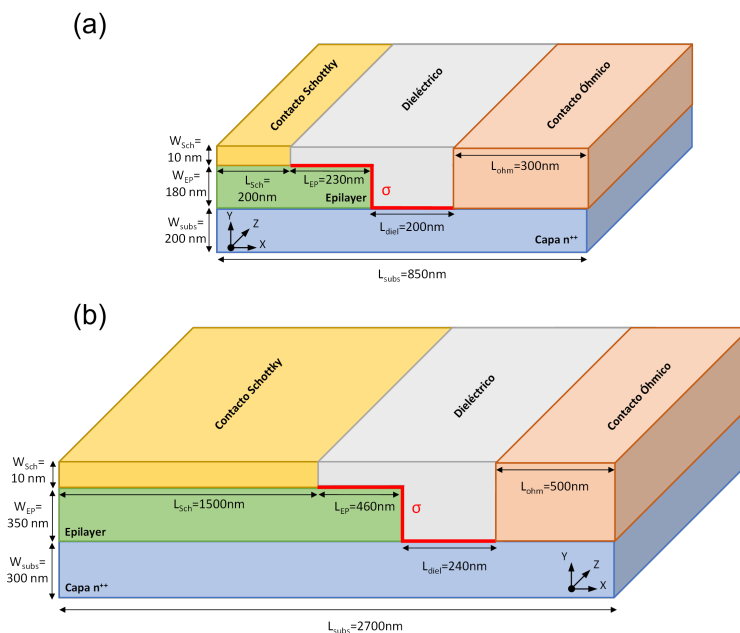 (a)
Contacto Schottky
Dieléctrico
Contacto Óhmico
W_Sch=
10 nm
W_EP=
180 nm
L_Sch=
200nm
L_EP=230nm
Epilayer
σ
L_ohm=300nm
L_diel=200nm
W_subs=
200 nm
Y
Z
X
Capa n⁺⁺
L_subs=850nm
(b)
Contacto Schottky
Dieléctrico
Contacto Óhmico
W_Sch=
10 nm
W_EP=
350 nm
L_Sch=1500nm
L_EP=460nm
Epilayer
σ
L_ohm=500nm
L_diel=240nm
W_subs=
300 nm
Capa n⁺⁺
Y
Z
X
L_subs=2700nm